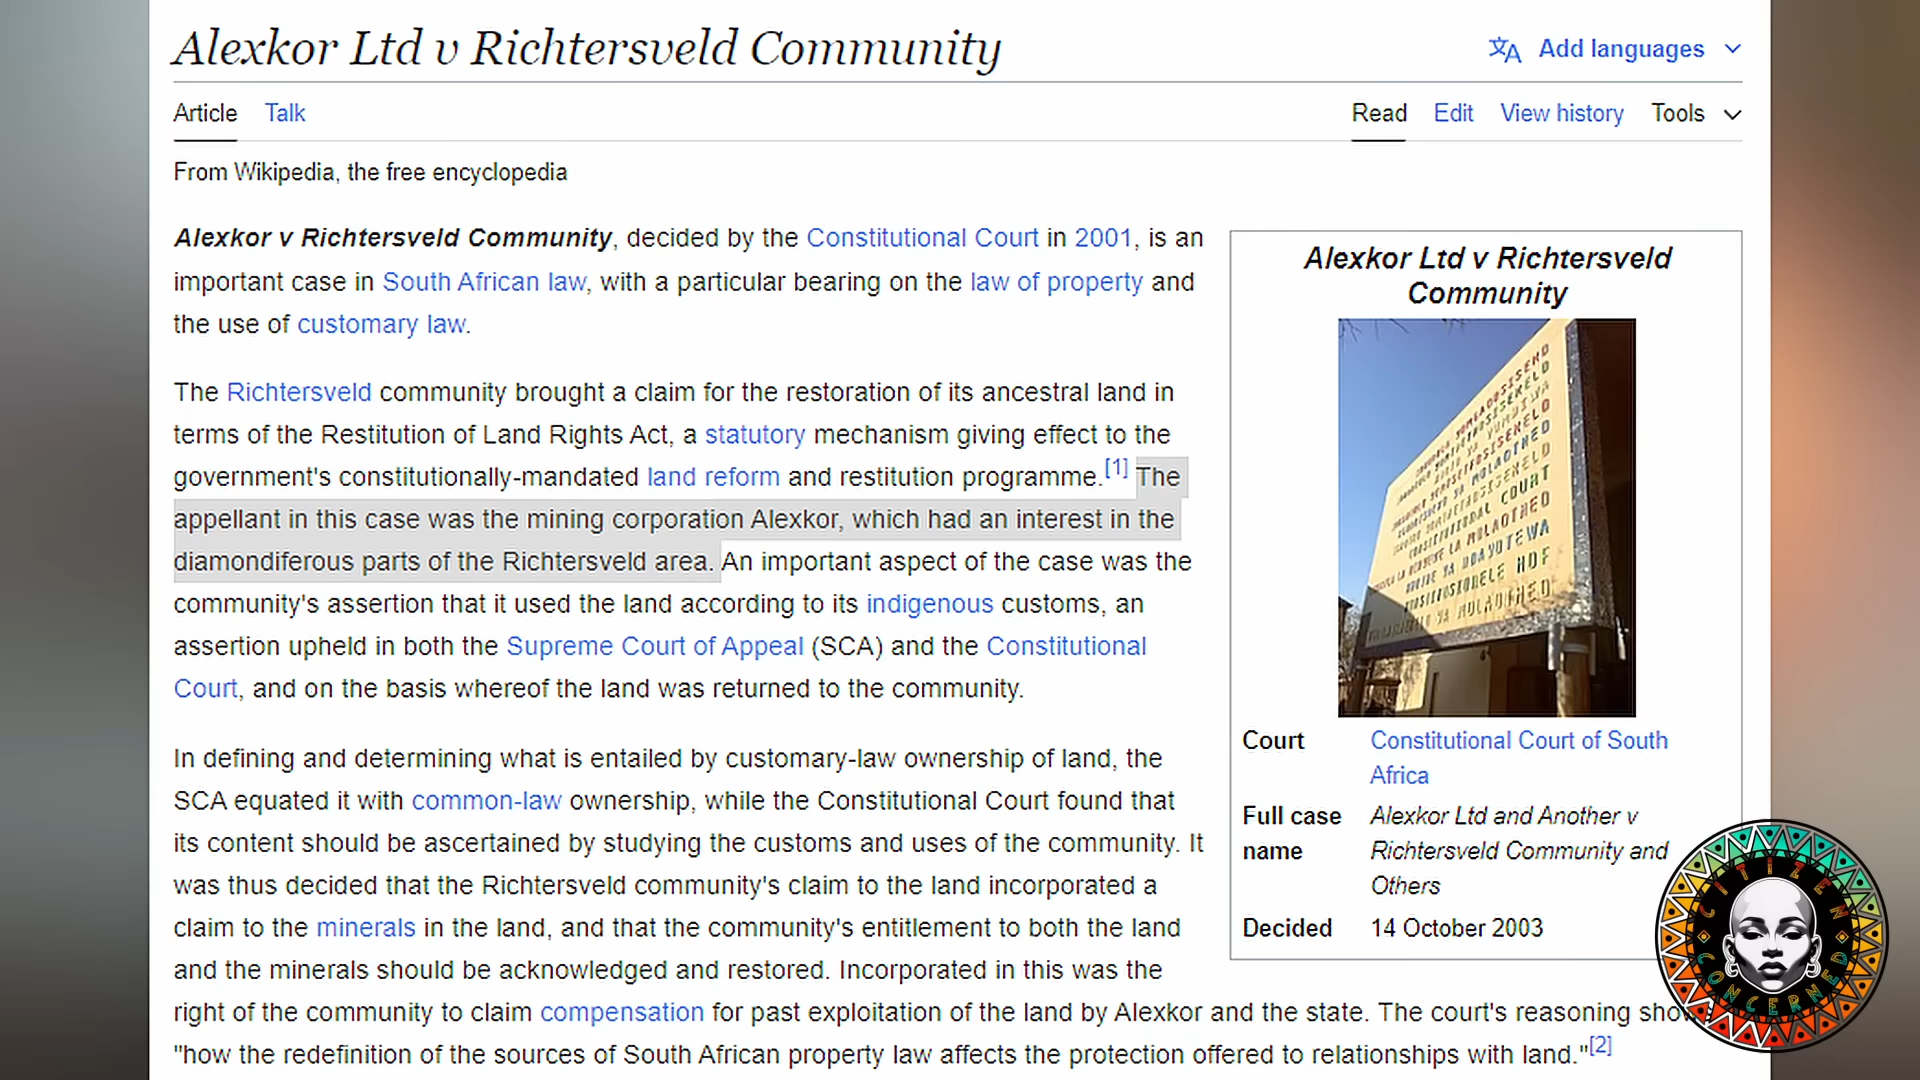 Alexkor Ltd v Richtersveld Community
Add languages
Article Talk
Read Edit View history Tools
From Wikipedia, the free encyclopedia
Alexkor v Richtersveld Community, decided by the Constitutional Court in 2001, is an
important case in South African law, with a particular bearing on the law of property and
the use of customary law.
The Richtersveld community brought a claim for the restoration of its ancestral land in
terms of the Restitution of Land Rights Act, a statutory mechanism giving effect to the
government's constitutionally-mandated land reform and restitution programme.[1] The
appellant in this case was the mining corporation Alexkor, which had an interest in the
diamondiferous parts of the Richtersveld area. An important aspect of the case was the
community's assertion that it used the land according to its indigenous customs, an
assertion upheld in both the Supreme Court of Appeal (SCA) and the Constitutional
Court, and on the basis whereof the land was returned to the community.
In defining and determining what is entailed by customary-law ownership of land, the
SCA equated it with common-law ownership, while the Constitutional Court found that
its content should be ascertained by studying the customs and uses of the community. It
was thus decided that the Richtersveld community's claim to the land incorporated a
claim to the minerals in the land, and that the community's entitlement to both the land
and the minerals should be acknowledged and restored. Incorporated in this was the
right of the community to claim compensation for past exploitation of the land by Alexkor and the state. The court's reasoning
"how the redefinition of the sources of South African property law affects the protection offered to relationships with land."[2]
Alexkor Ltd v Richtersveld
Community
COURT
Court Constitutional Court of South
Africa
Full case Alexkor Ltd and Another v
name Richtersveld Community and
Others
Decided 14 October 2003
CITIZEN
CONCERNED